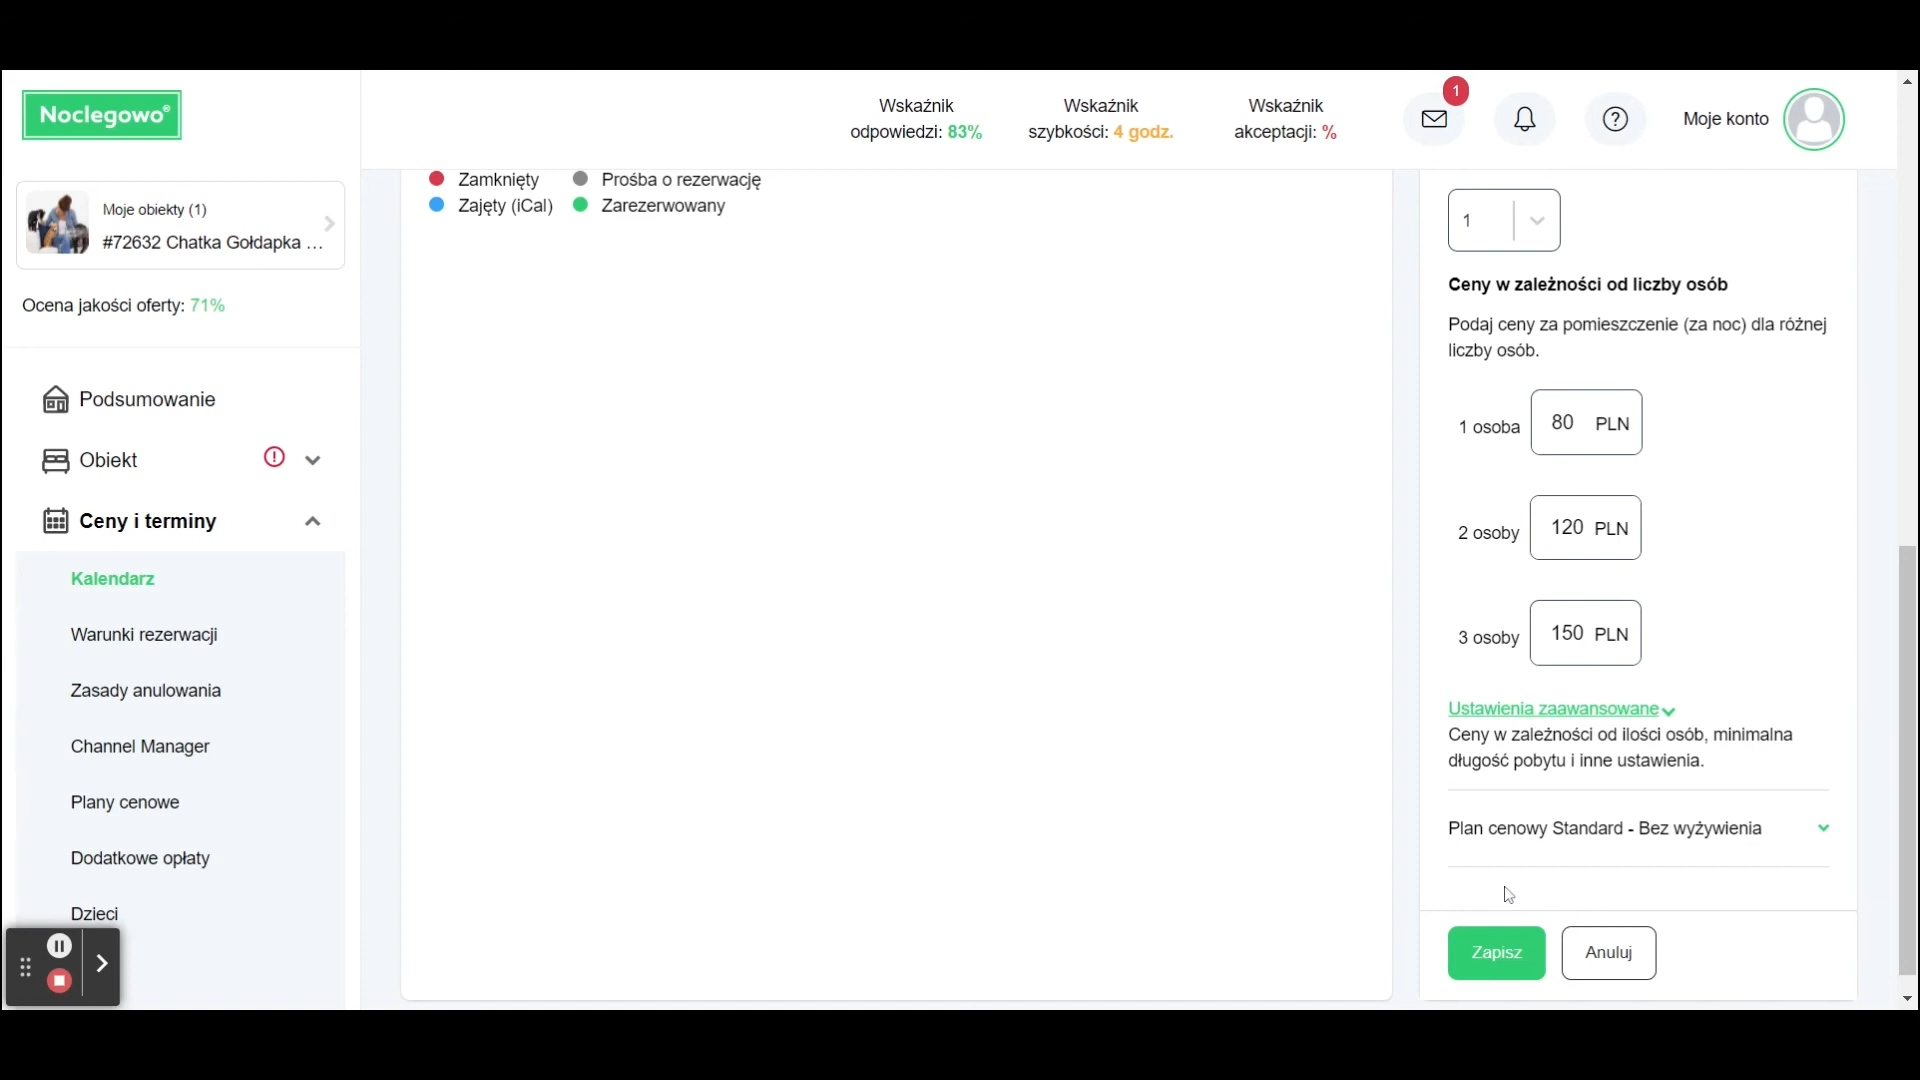 Noclegowo®
Wskaźnik
odpowiedzi: 83%
Wskaźnik
szybkości: 4 godz.
Wskaźnik
akceptacji: %
1
Moje konto
Moje obiekty (1)
#72632 Chatka Gołdapka ...
Ocena jakości oferty: 71%
Podsumowanie
Obiekt
Ceny i terminy
Kalendarz
Warunki rezerwacji
Zasady anulowania
Channel Manager
Plany cenowe
Dodatkowe opłaty
Dzieci
Zamknięty
Prośba o rezerwację
Zajęty (iCal)
Zarezerwowany
1
Ceny w zależności od liczby osób
Podaj ceny za pomieszczenie (za noc) dla różnej
liczby osób.
1 osoba 80 PLN
2 osoby 120 PLN
3 osoby 150 PLN
Ustawienia zaawansowane
Ceny w zależności od ilości osób, minimalna
długość pobytu i inne ustawienia.
Plan cenowy Standard - Bez wyżywienia
Zapisz
Anuluj